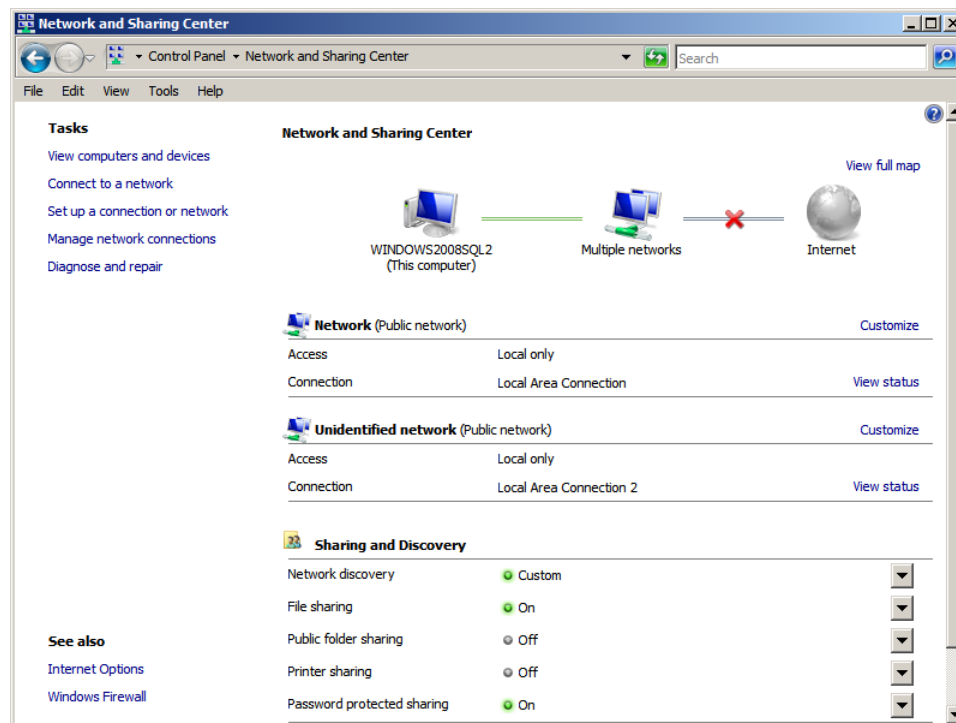 Network and Sharing Center
Control Panel Network and Sharing Center Search
File Edit View Tools Help
Tasks
View computers and devices
Connect to a network
Set up a connection or network
Manage network connections
Diagnose and repair
See also
Internet Options
Windows Firewall
Network and Sharing Center
View full map
WINDOWS2008SQL2
(This computer)
Multiple networks
Internet
Network (Public network) Customize
Access Local only
Connection Local Area Connection View status
Unidentified network (Public network) Customize
Access Local only
Connection Local Area Connection 2 View status
Sharing and Discovery
Network discovery Custom
File sharing On
Public folder sharing Off
Printer sharing Off
Password protected sharing On